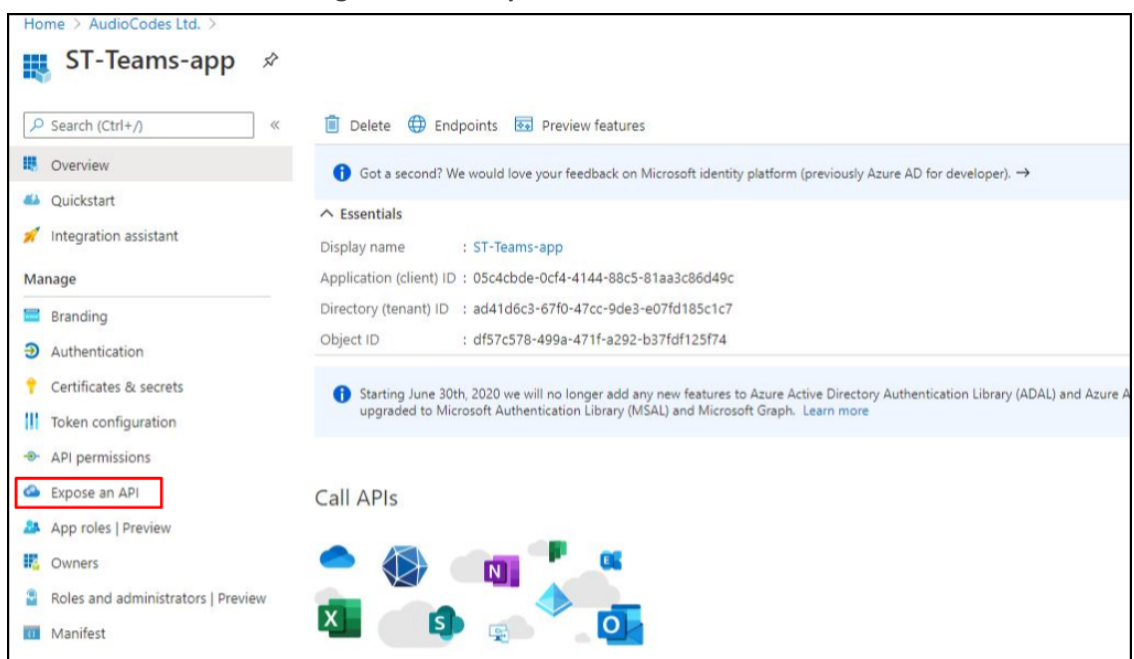 Home > AudioCodes Ltd. >
ST-Teams-app
Search (Ctrl+/)
«
Overview
Quickstart
Integration assistant
Manage
Branding
Authentication
Certificates & secrets
Token configuration
API permissions
Expose an API
App roles | Preview
Owners
Roles and administrators | Preview
Manifest
Delete Endpoints Preview features
Got a second? We would love your feedback on Microsoft identity platform (previously Azure AD for developer). →
Essentials
Display name : ST-Teams-app
Application (client) ID : 05c4cbde-0cf4-4144-88c5-81aa3c86d49c
Directory (tenant) ID : ad41d6c3-67f0-47cc-9de3-e07fd185c1c7
Object ID : df57c578-499a-471f-a292-b37fdf125f74
Starting June 30th, 2020 we will no longer add any new features to Azure Active Directory Authentication Library (ADAL) and Azure A
upgraded to Microsoft Authentication Library (MSAL) and Microsoft Graph. Learn more
Call APIs
N
E
X
S
O